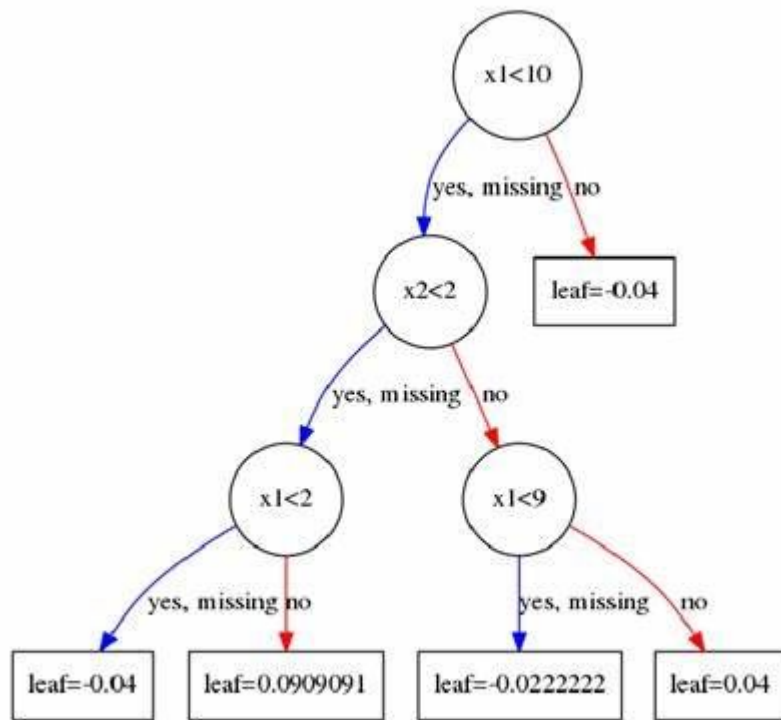 x1<10
yes, missing no
x2<2
leaf=-0.04
yes, missing no
x1<2
x1<9
yes, missing no
yes, missing no
leaf=-0.04
leaf=0.0909091
leaf=-0.0222222
leaf=0.04